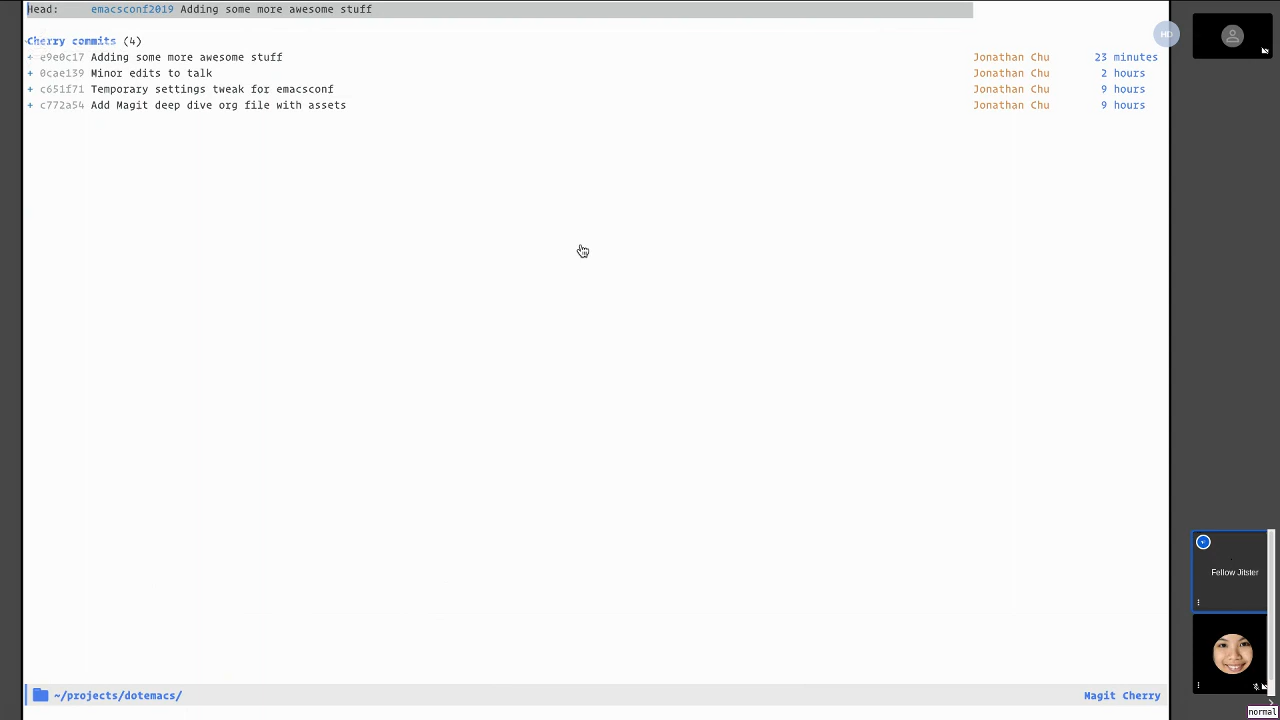 Head: emacsconf2019 Adding some more awesome stuff
HD
Cherry commits (4)
+ e9e0c17 Adding some more awesome stuff Jonathan Chu 23 minutes
+ 0cae139 Minor edits to talk Jonathan Chu 2 hours
+ c651f71 Temporary settings tweak for emacsconf Jonathan Chu 9 hours
+ c772a54 Add Magit deep dive org file with assets Jonathan Chu 9 hours
Fellow Jitster
~/projects/dotemacs/ Magit Cherry
normal